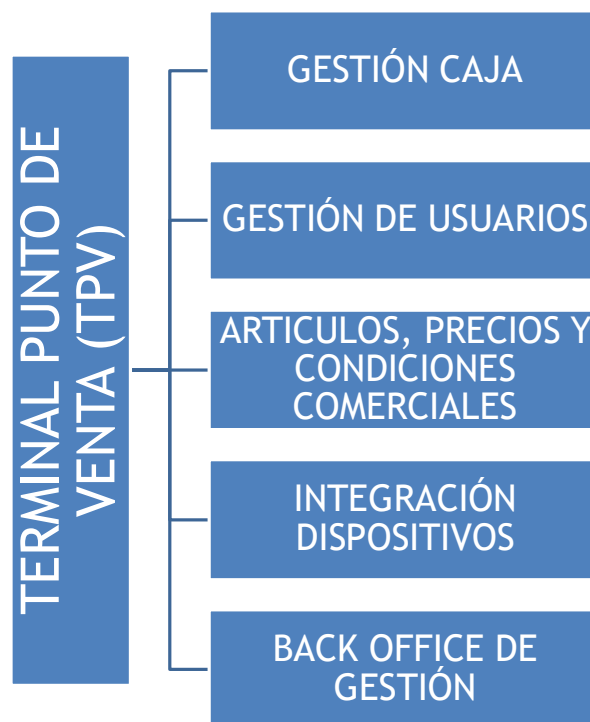 TERMINAL PUNTO DE
VENTA (TPV)
GESTIÓN CAJA
GESTIÓN DE USUARIOS
ARTICULOS, PRECIOS Y
CONDICIONES
COMERCIALES
INTEGRACIÓN
DISPOSITIVOS
BACK OFFICE DE
GESTIÓN